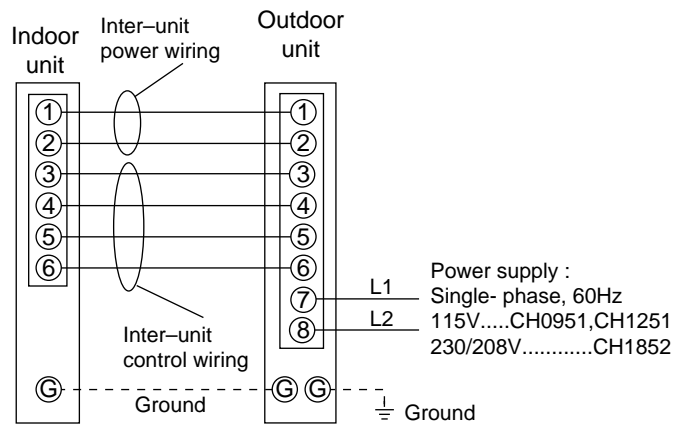 Indoor
unit
Inter–unit
power wiring
Outdoor
unit
1
1
2
2
3
3
4
4
5
5
6
6
7
L1
8
L2
Power supply :
Single- phase, 60Hz
115V.....CH0951,CH1251
230/208V............CH1852
Inter–unit
control wiring
G
Ground
G
G
Ground